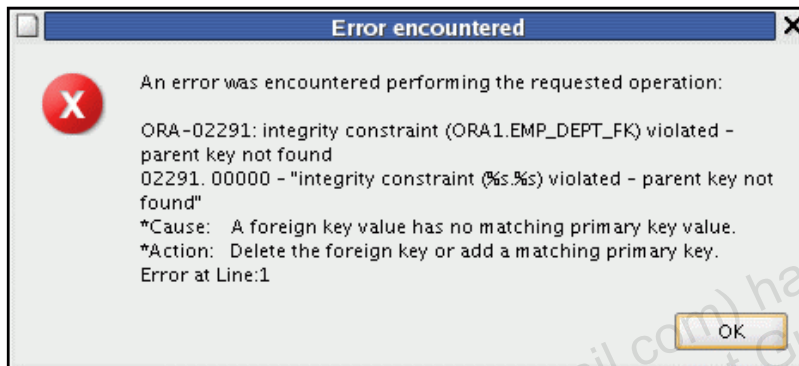 Error encountered
An error was encountered performing the requested operation:
ORA-02291: integrity constraint (ORA1.EMP_DEPT_FK) violated -
parent key not found
02291. 00000 - "integrity constraint (%s.%s) violated - parent key not
found"
*Cause: A foreign key value has no matching primary key value.
*Action: Delete the foreign key or add a matching primary key.
Error at Line:1
OK